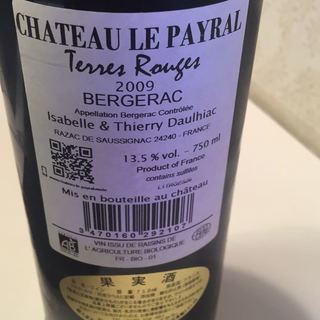 CHATEAU LE PAYRAL
Terres Rouges
2009
BERGERAC
Appellation Bergerac Contrôlée
Isabelle & Thierry Daulhiac
RAZAC DE SAUSSIGNAC 24240 - FRANCE
13.5 % vol. - 750 ml
Product of France
contains sulfites
Mis en bouteille au château
3 470160 292107
VIN ISSU DE RAISINS DE
L'AGRICULTURE BIOLOGIQUE
FR - BIO - 01
AB
果実酒